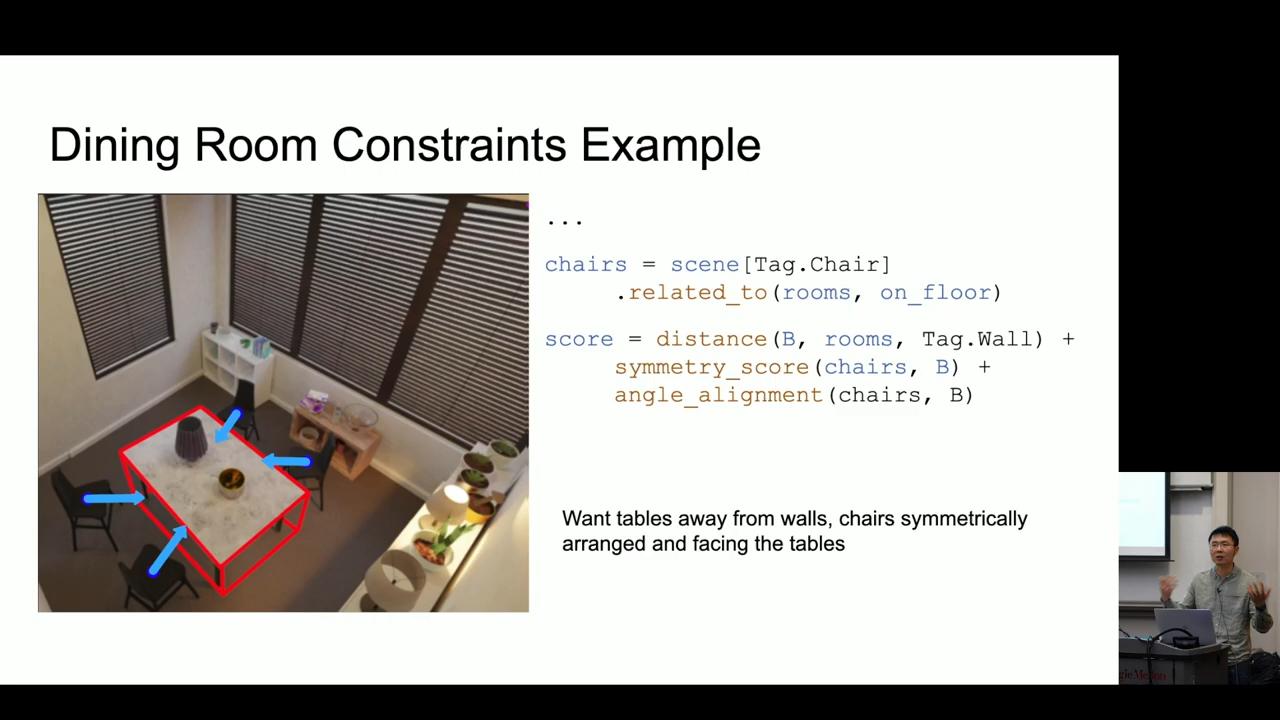 Dining Room Constraints Example
...
chairs = scene[Tag.Chair]
.related_to(rooms, on_floor)
score = distance(B, rooms, Tag.Wall) +
symmetry_score(chairs, B) +
angle_alignment(chairs, B)
Want tables away from walls, chairs symmetrically
arranged and facing the tables